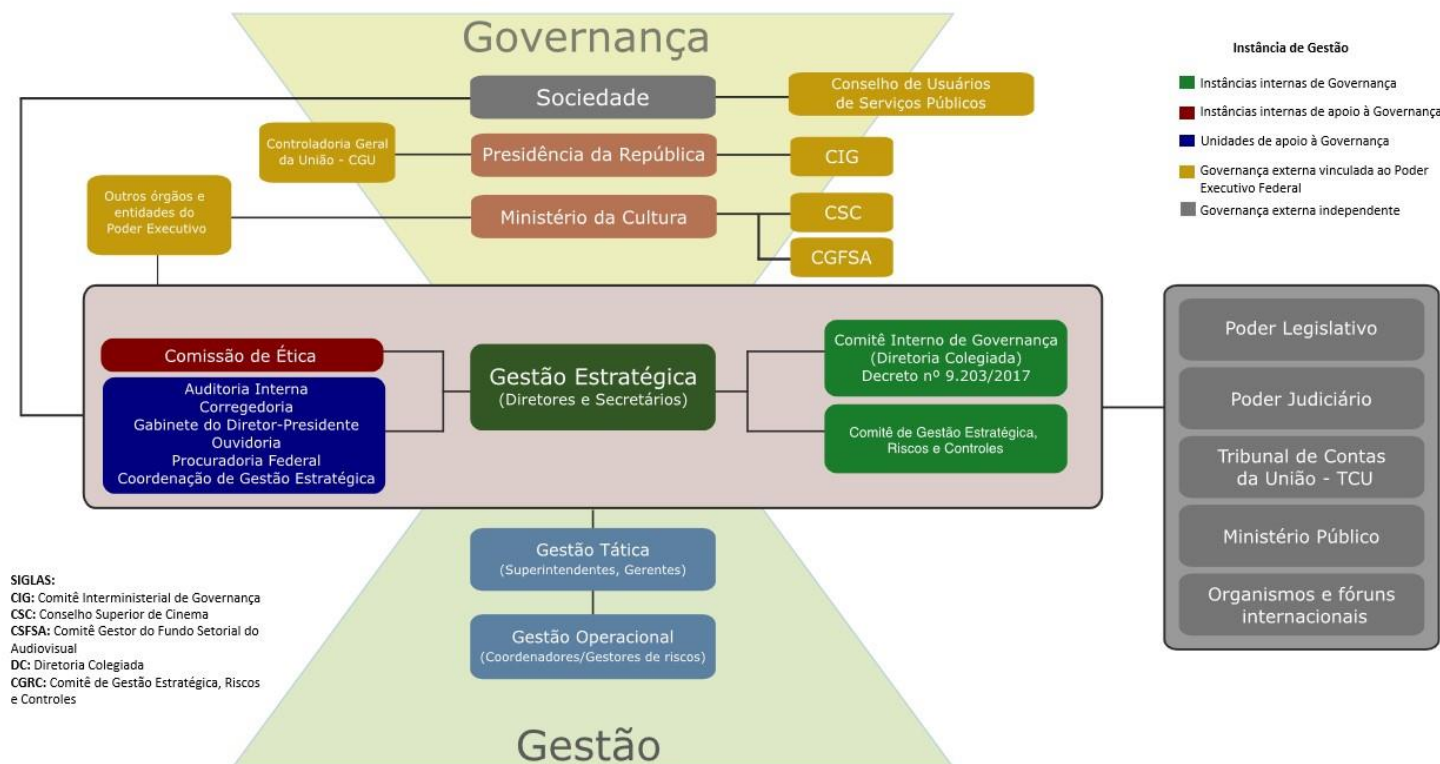 Governança
Sociedade
Conselho de Usuários
de Serviços Públicos
Controladoria Geral
da União - CGU
Presidência da República
CIG
Outros órgãos e
entidades do
Poder Executivo
Ministério da Cultura
CSC
CGFSA
Instância de Gestão
Instâncias internas de Governança
Instâncias internas de apoio à Governança
Unidades de apoio à Governança
Governança externa vinculada ao Poder
Executivo Federal
Governança externa independente
Comissão de Ética
Auditoria Interna
Corregedoria
Gabinete do Diretor-Presidente
Ouvidoria
Procuradoria Federal
Coordenação de Gestão Estratégica
Gestão Estratégica
(Diretores e Secretários)
Comitê Interno de Governança
(Diretoria Colegiada)
Decreto nº 9.203/2017
Comitê de Gestão Estratégica,
Riscos e Controles
Poder Legislativo
Poder Judiciário
Tribunal de Contas
da União - TCU
Ministério Público
Organismos e fóruns
internacionais
Gestão Tática
(Superintendentes, Gerentes)
Gestão Operacional
(Coordenadores/Gestores de riscos)
SIGLAS:
CIG: Comitê Interministerial de Governança
CSC: Conselho Superior de Cinema
CSFSA: Comitê Gestor do Fundo Setorial do
Audiovisual
DC: Diretoria Colegiada
CGRC: Comitê de Gestão Estratégica, Riscos
e Controles
Gestão